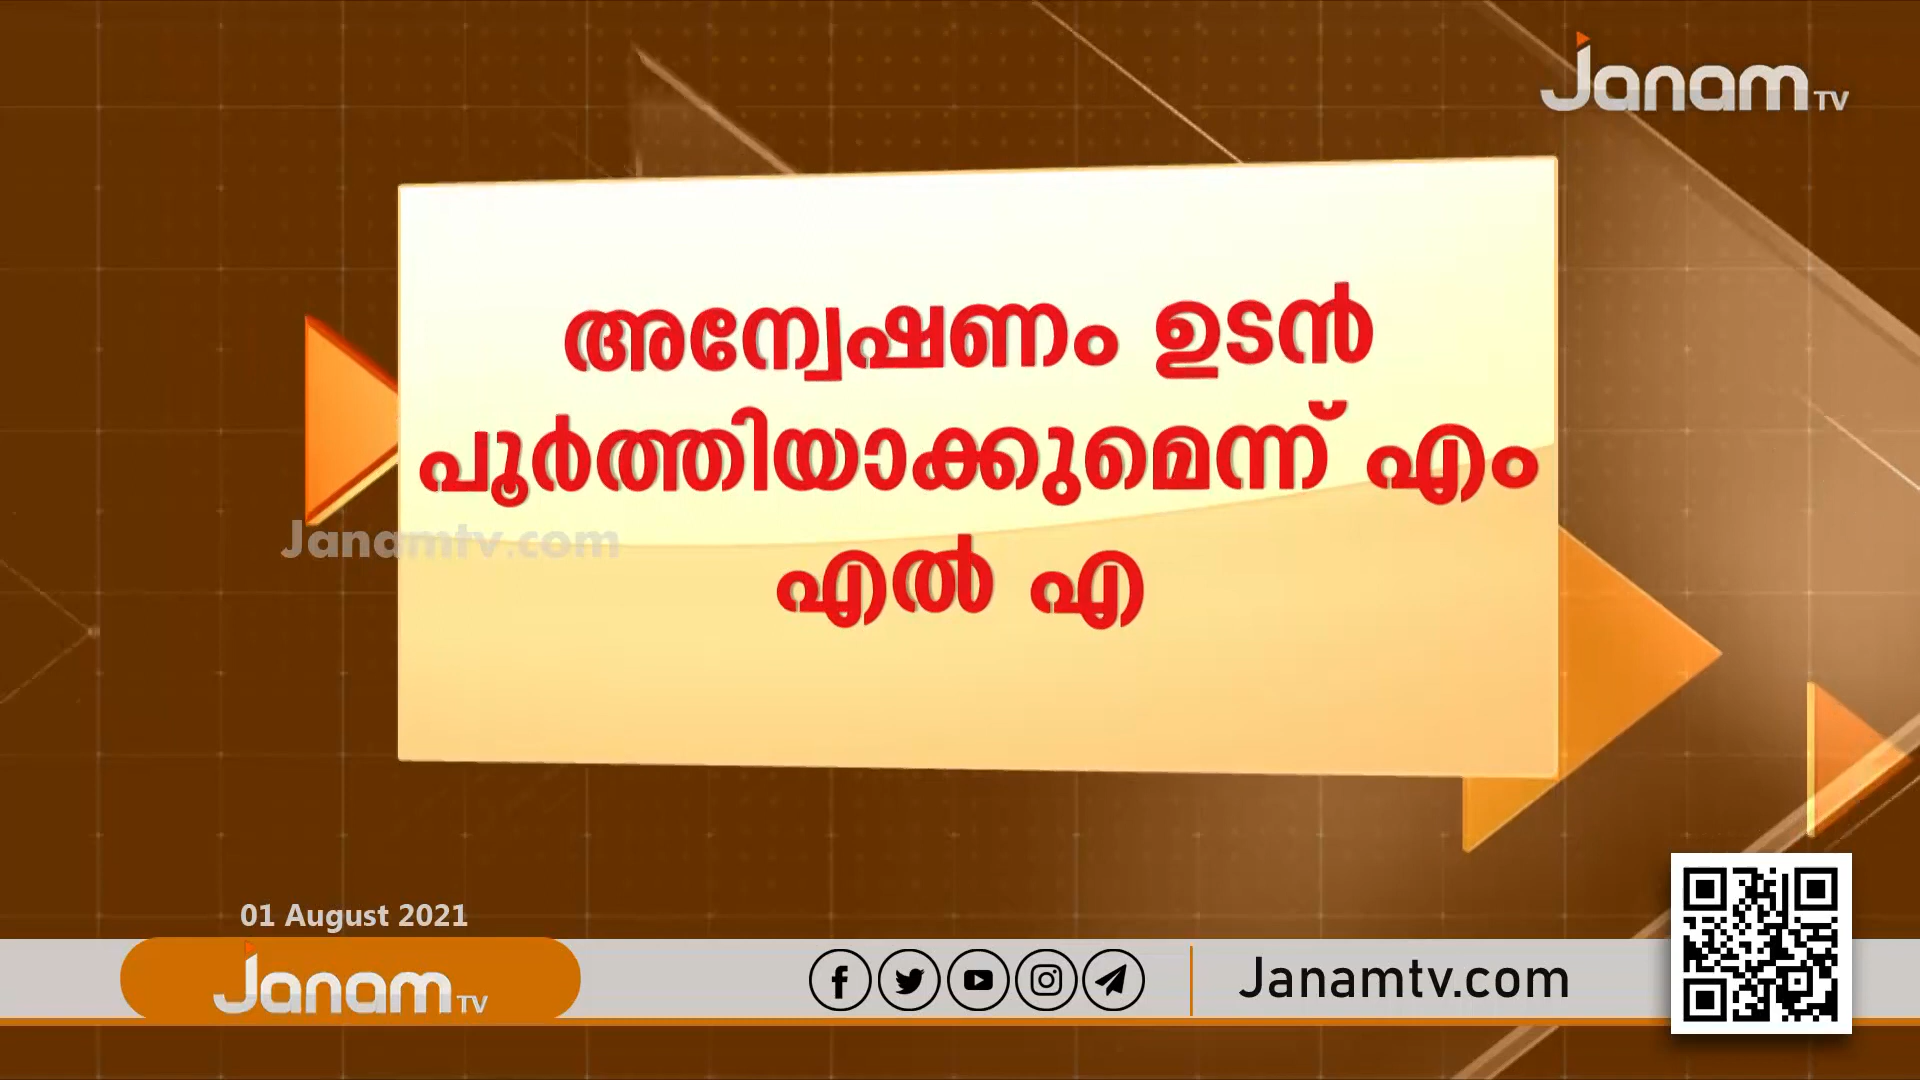 Janam TV
അന്വേഷണം ഉടൻ
പൂർത്തിയാക്കുമെന്ന് എം
എൽ എ
Janamtv.com
01 August 2021
Janam TV
Janamtv.com